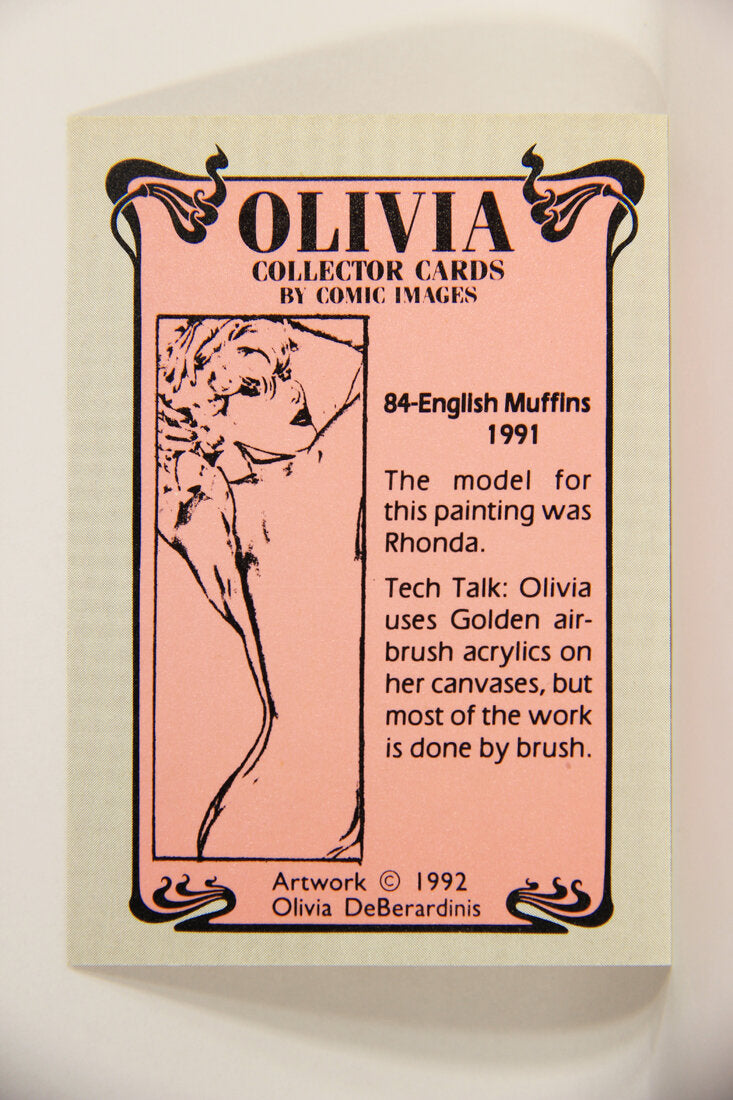 OLIVIA
COLLECTOR CARDS
BY COMIC IMAGES
84-English Muffins
1991
The model for
this painting was
Rhonda.
Tech Talk: Olivia
uses Golden air-
brush acrylics on
her canvases, but
most of the work
is done by brush.
Artwork © 1992
Olivia DeBerardinis